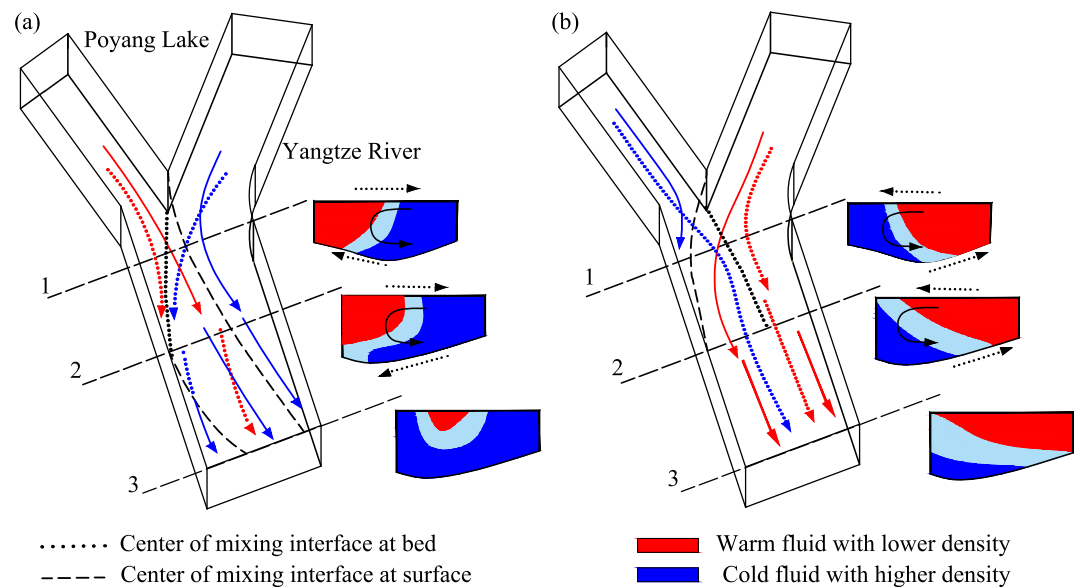 (a)
(b)
Poyang Lake
Yangtze River
1
1
2
2
3
3
Center of mixing interface at bed
Warm fluid with lower density
Center of mixing interface at surface
Cold fluid with higher density